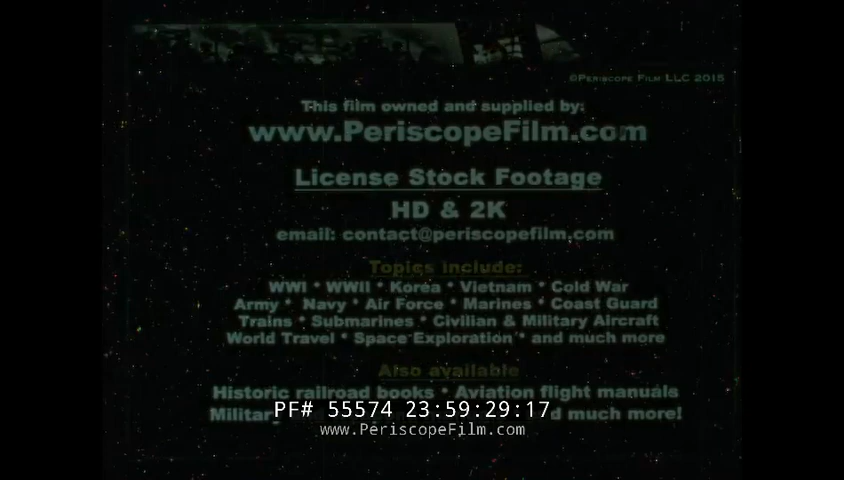 ©Periscope Film LLC 2015
This film owned and supplied by:
www.PeriscopeFilm.com
License Stock Footage
HD & 2K
email: contact@periscopefilm.com
Topics include:
WWI * WWII * Korea * Vietnam * Cold War
Army * Navy * Air Force * Marines * Coast Guard
Trains * Submarines * Civilian & Military Aircraft
World Travel * Space Exploration * and much more
Also available
Historic railroad books * Aviation flight manuals
d much more!
PF# 55574 23:59:29:17
www.PeriscopeFilm.com